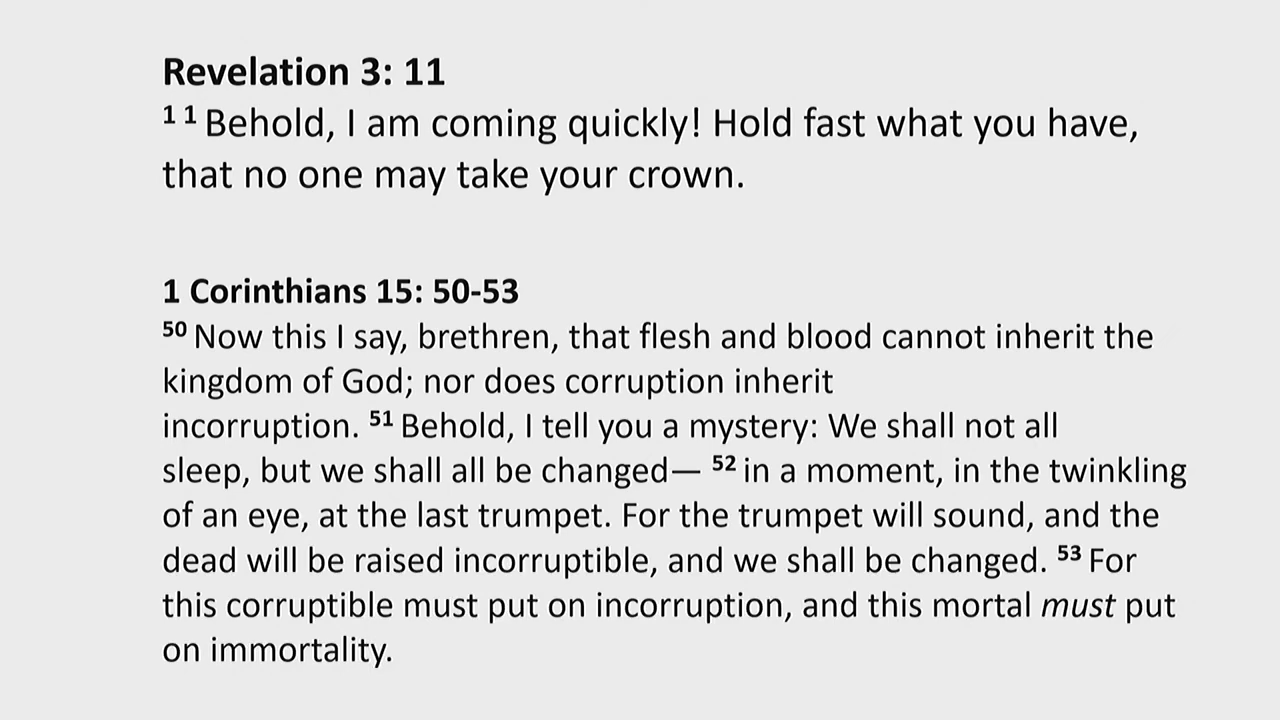 Revelation 3: 11
1 1 Behold, I am coming quickly! Hold fast what you have,
that no one may take your crown.
1 Corinthians 15: 50-53
50 Now this I say, brethren, that flesh and blood cannot inherit the
kingdom of God; nor does corruption inherit
incorruption. 51 Behold, I tell you a mystery: We shall not all
sleep, but we shall all be changed— 52 in a moment, in the twinkling
of an eye, at the last trumpet. For the trumpet will sound, and the
dead will be raised incorruptible, and we shall be changed. 53 For
this corruptible must put on incorruption, and this mortal must put
on immortality.